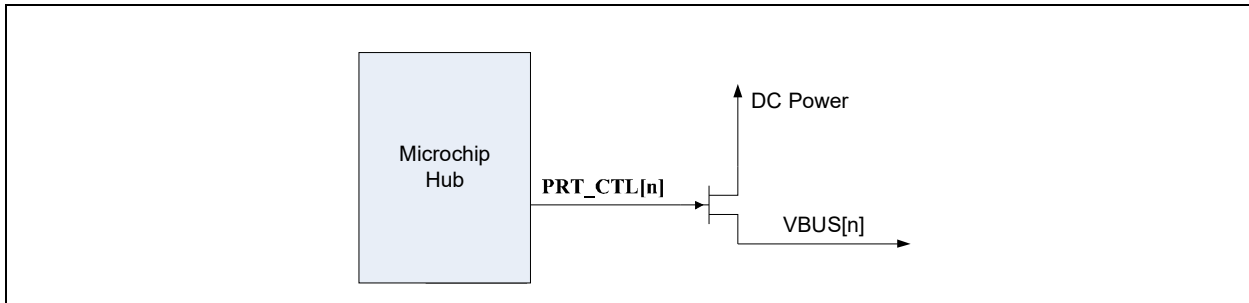 Microchip
Hub
DC Power
PRT_CTL[n]
VBUS[n]